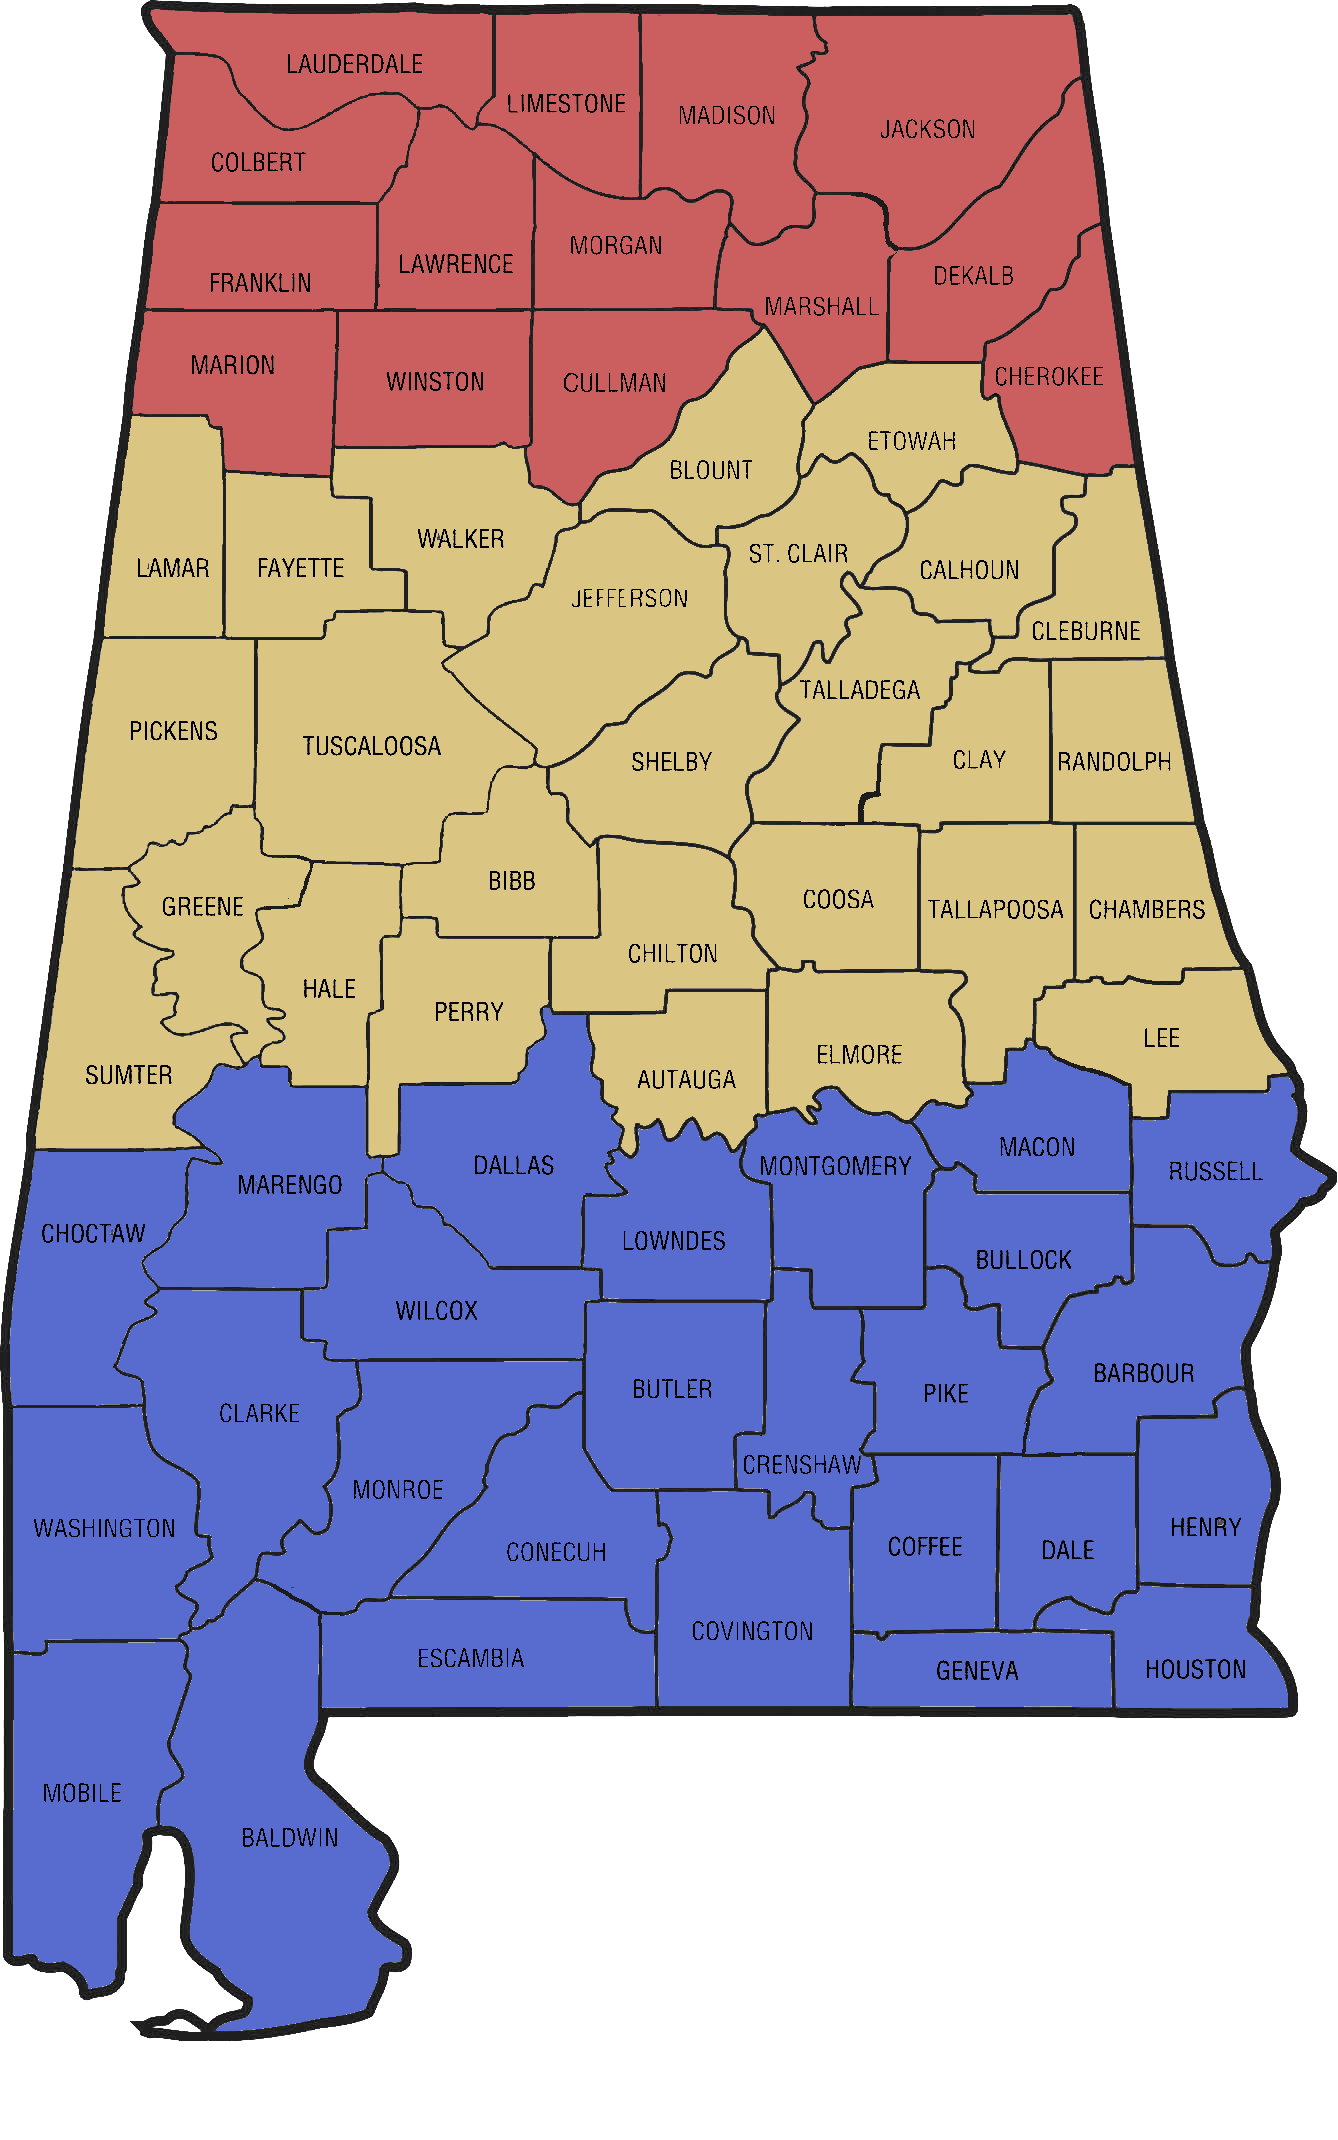 LAUDERDALE
LIMESTONE
MADISON
JACKSON
COLBERT
FRANKLIN
LAWRENCE
MORGAN
MARSHALL
DEKALB
CHEROKEE
MARION
WINSTON
CULLMAN
BLOUNT
ETOWAH
LAMAR
FAYETTE
WALKER
JEFFERSON
ST. CLAIR
CALHOUN
CLEBURNE
PICKENS
TUSCALOOSA
SHELBY
TALLADEGA
CLAY
RANDOLPH
GREENE
BIBB
COOSA
TALLAPOOSA
CHAMBERS
HALE
PERRY
CHILTON
SUMTER
AUTAUGA
ELMORE
LEE
MARENGO
DALLAS
MONTGOMERY
MACON
RUSSELL
CHOCTAW
LOWNDES
BULLOCK
WILCOX
CLARKE
BUTLER
PIKE
BARBOUR
CRENSHAW
MONROE
WASHINGTON
CONECUH
COFFEE
DALE
HENRY
ESCAMBIA
COVINGTON
GENEVA
HOUSTON
MOBILE
BALDWIN